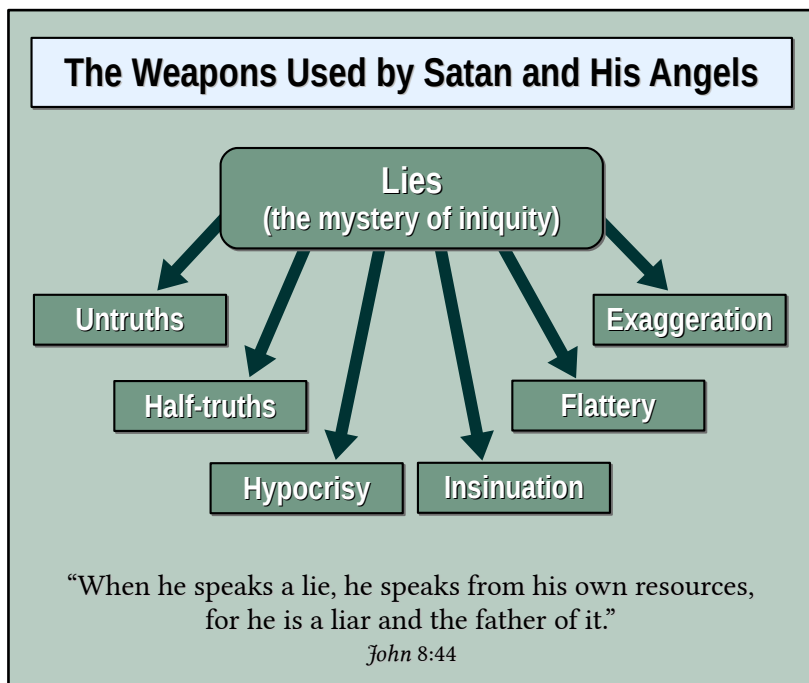 The Weapons Used by Satan and His Angels
Lies
(the mystery of iniquity)
Untruths
Exaggeration
Half-truths
Flattery
Hypocrisy
Insinuation
“When he speaks a lie, he speaks from his own resources,
for he is a liar and the father of it.”
John 8:44